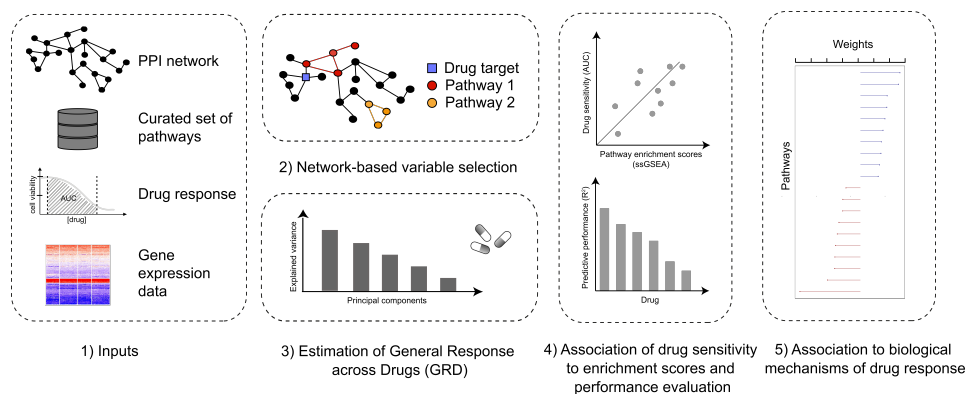 PPI network
Curated set of
pathways
cell viability
AUC
[drug]
Drug response
Gene
expression
data
1) Inputs
Drug target
Pathway 1
Pathway 2
2) Network-based variable selection
Explained variance
Principal components
3) Estimation of General Response
across Drugs (GRD)
Drug sensitivity (AUC)
Pathway enrichment scores
(ssGSEA)
Predictive performance (R²)
Drug
4) Association of drug sensitivity
to enrichment scores and
performance evaluation
Weights
Pathways
5) Association to biological
mechanisms of drug response